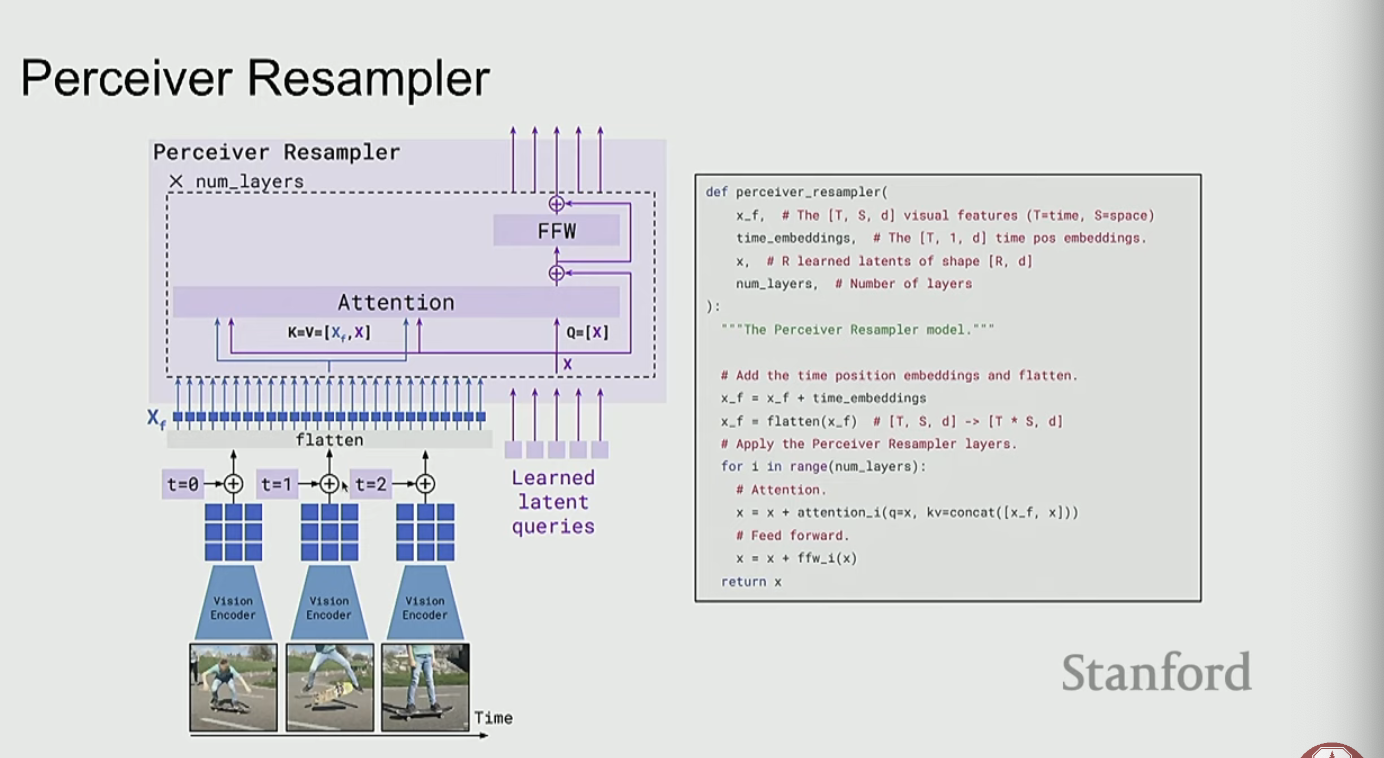 Perceiver Resampler
Perceiver Resampler
× num_layers
FFW
Attention
K=V=[Xf,X]
Q=[X]
X
Xf
flatten
t=0
t=1
t=2
Learned
latent
queries
Vision
Encoder
Vision
Encoder
Vision
Encoder
Time
def perceiver_resampler(
x_f,  # The [T, S, d] visual features (T=time, S=space)
time_embeddings,  # The [T, 1, d] time pos embeddings.
x,  # R learned latents of shape [R, d]
num_layers,  # Number of layers
):
"""The Perceiver Resampler model."""
# Add the time position embeddings and flatten.
x_f = x_f + time_embeddings
x_f = flatten(x_f)  # [T, S, d] -> [T * S, d]
# Apply the Perceiver Resampler layers.
for i in range(num_layers):
# Attention.
x = x + attention_i(q=x, kv=concat([x_f, x]))
# Feed forward.
x = x + ffw_i(x)
return x
Stanford